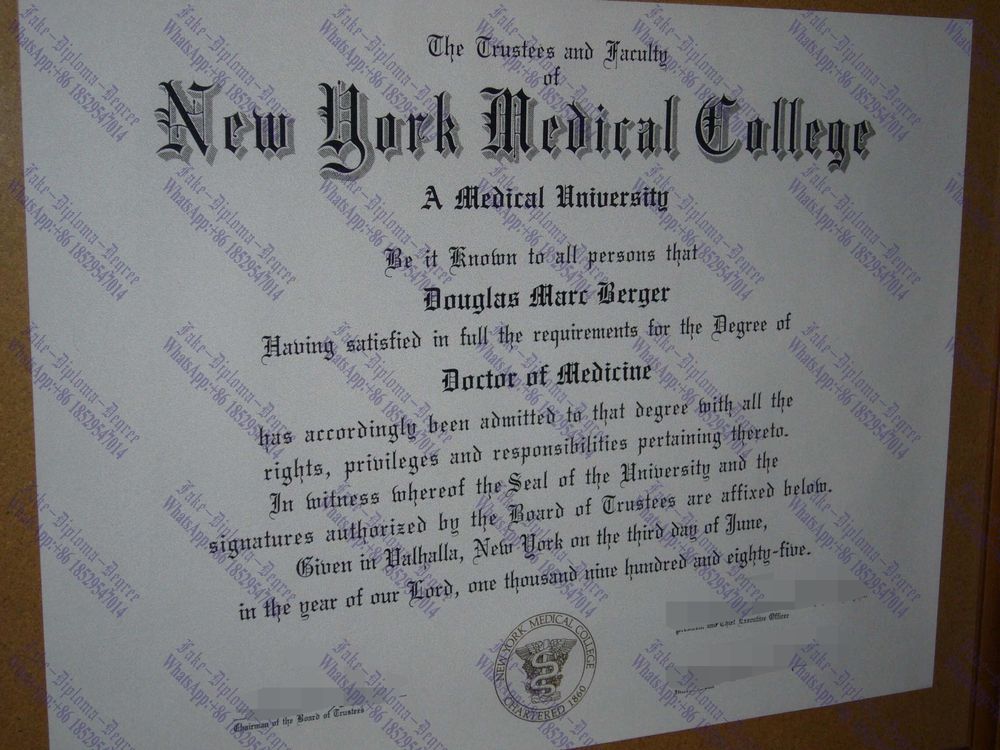 The Trustees and Faculty
of
New York Medical College
A Medical University
Be it Known to all persons that
Douglas Marc Berger
Having satisfied in full the requirements for the Degree of
Doctor of Medicine
has accordingly been admitted to that degree with all the
rights, privileges and responsibilities pertaining thereto.
In witness whereof the Seal of the University and the
signatures authorized by the Board of Trustees are affixed below.
Given in Valhalla, New York on the third day of June,
in the year of our Lord, one thousand nine hundred and eighty-five.
and Chief Executive Officer
NEW YORK MEDICAL COLLEGE
CHARTERED 1860
Chairman of the Board of Trustees
Fake-Diploma-Degree
WhatsApp:+86 18529547014